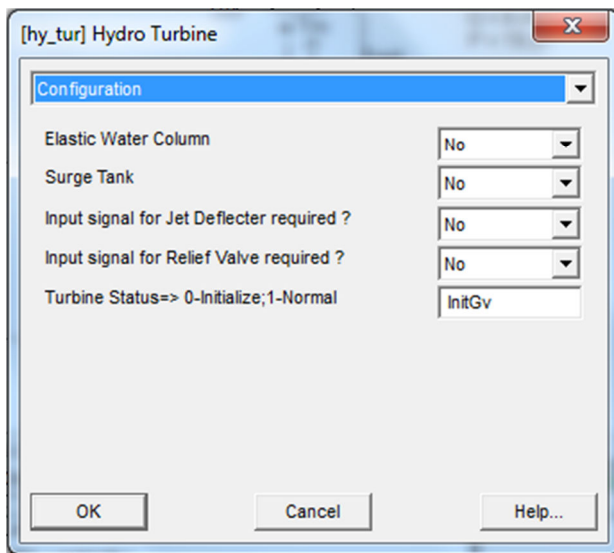 [hy_tur] Hydro Turbine
Configuration
Elastic Water Column No
Surge Tank No
Input signal for Jet Deflecter required ? No
Input signal for Relief Valve required ? No
Turbine Status=> 0-Initialize;1-Normal InitGv
OK Cancel Help...